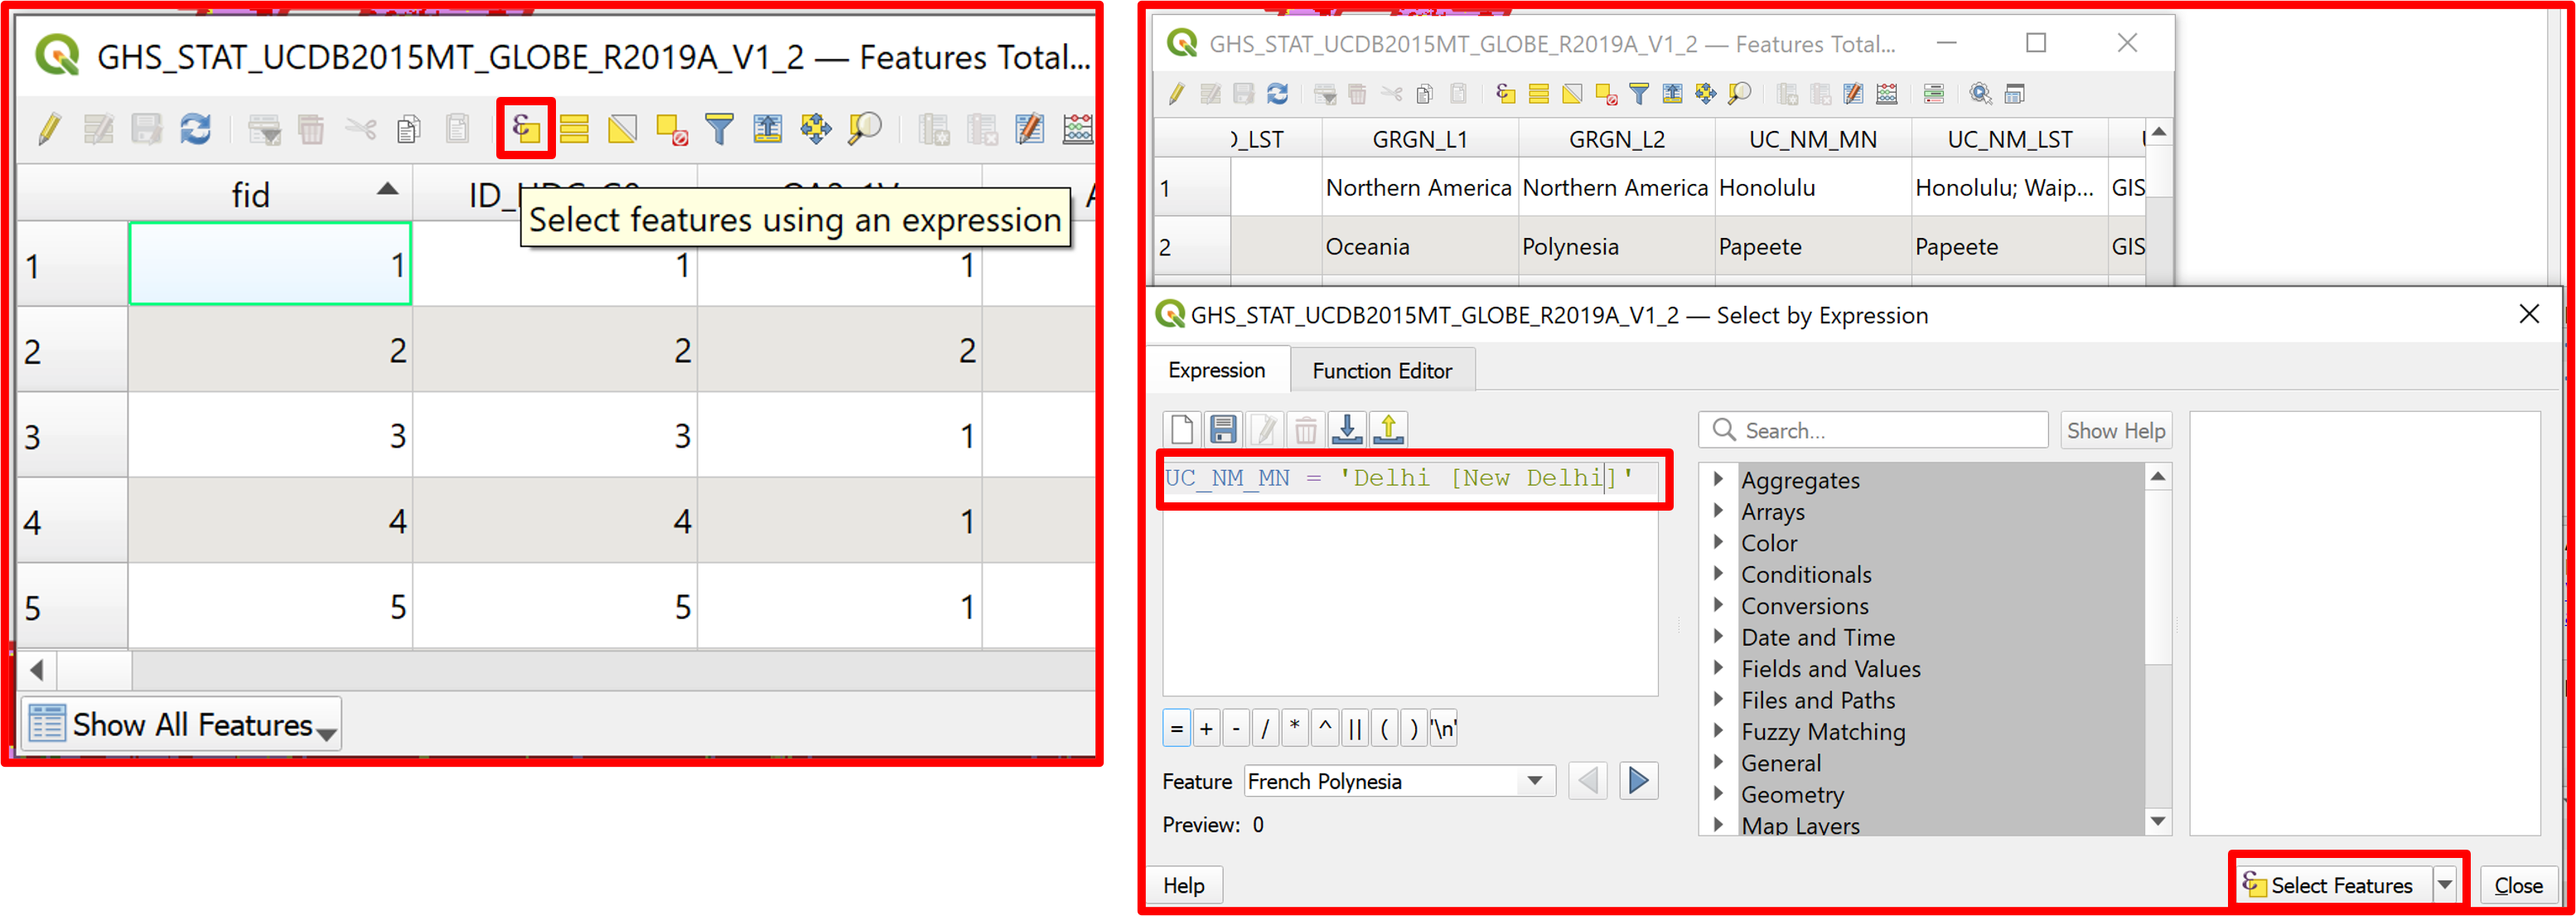 GHS_STAT_UCDB2015MT_GLOBE_R2019A_V1_2 — Features Total...
fid
Select features using an expression
1 1 1 1
2 2 2 2
3 3 3 1
4 4 4 1
5 5 5 1
Show All Features
GHS_STAT_UCDB2015MT_GLOBE_R2019A_V1_2 — Features Total...
_LST GRGN_L1 GRGN_L2 UC_NM_MN UC_NM_LST
1 Northern America Northern America Honolulu Honolulu; Waip... GIS
2 Oceania Polynesia Papeete Papeete GIS
GHS_STAT_UCDB2015MT_GLOBE_R2019A_V1_2 — Select by Expression
Expression Function Editor
Search... Show Help
UC_NM_MN = 'Delhi [New Delhi]'
Aggregates
Arrays
Color
Conditionals
Conversions
Date and Time
Fields and Values
Files and Paths
Fuzzy Matching
General
Geometry
Map Layers
= + - / * ^ || ( ) '\n'
Feature French Polynesia
Preview: 0
Help Select Features Close